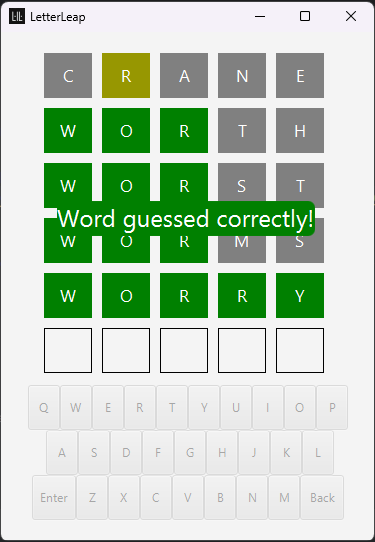 LetterLeap
C R A N E
W O R T H
W O R S T
Word guessed correctly!
W O R M S
W O R R Y
Q W E R T Y U I O P
A S D F G H J K L
Enter Z X C V B N M Back